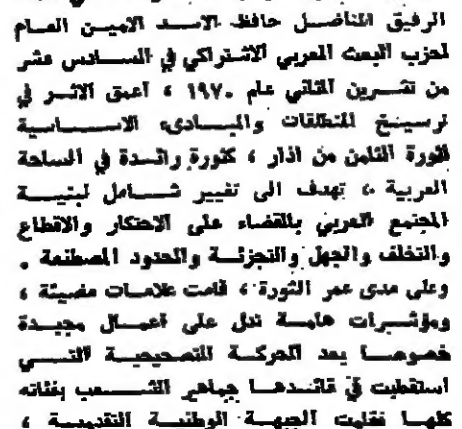 الرفيق المناضل حافظ الاسد الامين العام
لحزب البعث العربي الاشتراكي في السادس عشر
من تشرين الثاني عام ١٩٧٠ ، اعمق الاثر في
ترسيخ المنطلقات والمبادىء الاساسية
لثورة الثامن من اذار ، كثورة رائدة في الساحة
العربية ، تهدف الى تغيير شامل لبنية
المجتمع العربي بالقضاء على الاحتكار والاقطاع
والتخلف والجهل والتجزئة والحدود المصطنعة .
وعلى مدى عمر الثورة ، قامت علامات مضيئة ،
ومؤشرات هامة تدل على اعمال مجيدة
خصوصا بعد الحركة التصحيحية التي
استقطبت في قائدها جماهير الشعب بفئاته
كلها فقامت الجبهة الوطنية التقدمية ،